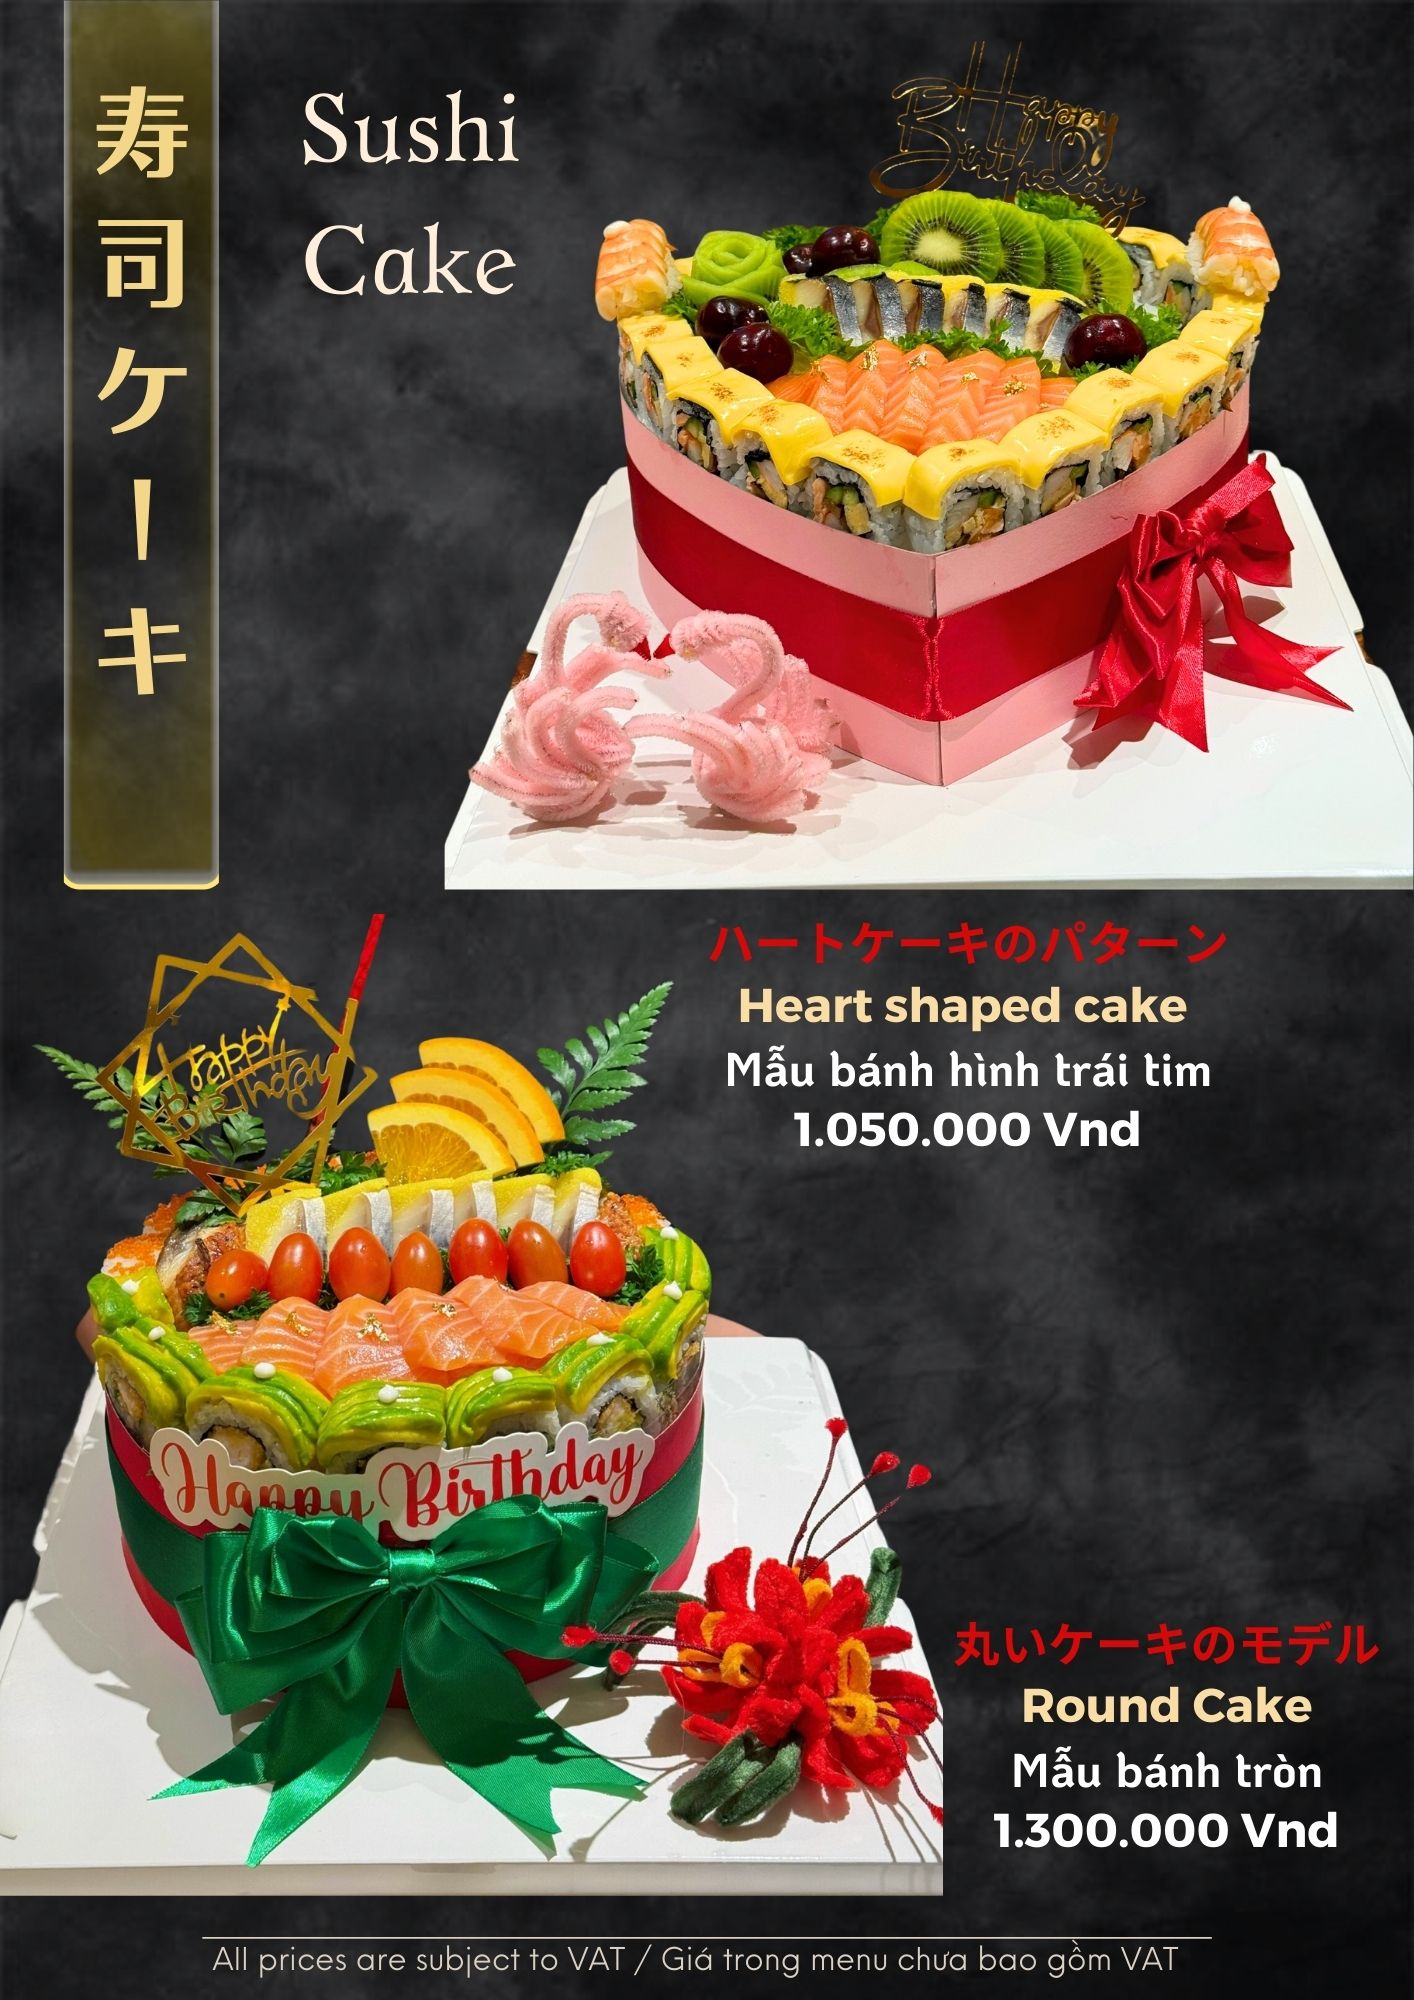 寿司ケーキ
Sushi
Cake
Happy
Birthday
ハートケーキのパターン
Heart shaped cake
Mẫu bánh hình trái tim
1.050.000 Vnd
Happy
Birthday
Happy Birthday
丸いケーキのモデル
Round Cake
Mẫu bánh tròn
1.300.000 Vnd
All prices are subject to VAT / Giá trong menu chưa bao gồm VAT